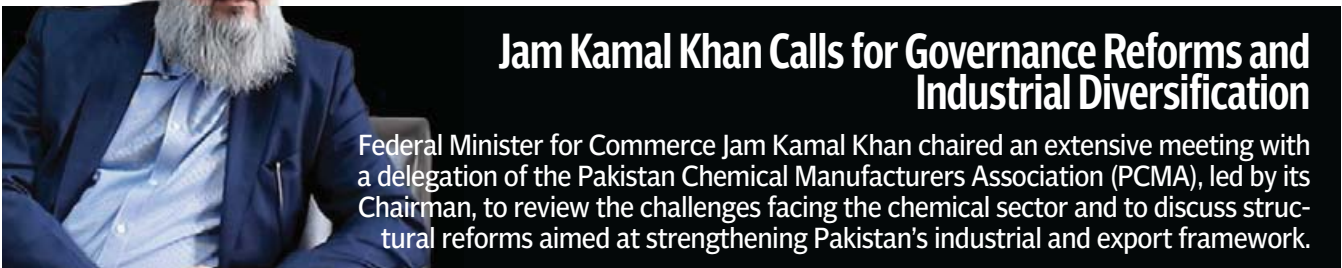 Jam Kamal Khan Calls for Governance Reforms and
Industrial Diversification
Federal Minister for Commerce Jam Kamal Khan chaired an extensive meeting with
a delegation of the Pakistan Chemical Manufacturers Association (PCMA), led by its
Chairman, to review the challenges facing the chemical sector and to discuss struc-
tural reforms aimed at strengthening Pakistan’s industrial and export framework.